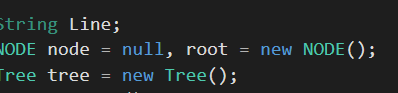 String Line;
NODE node = null, root = new NODE();
Tree tree = new Tree();